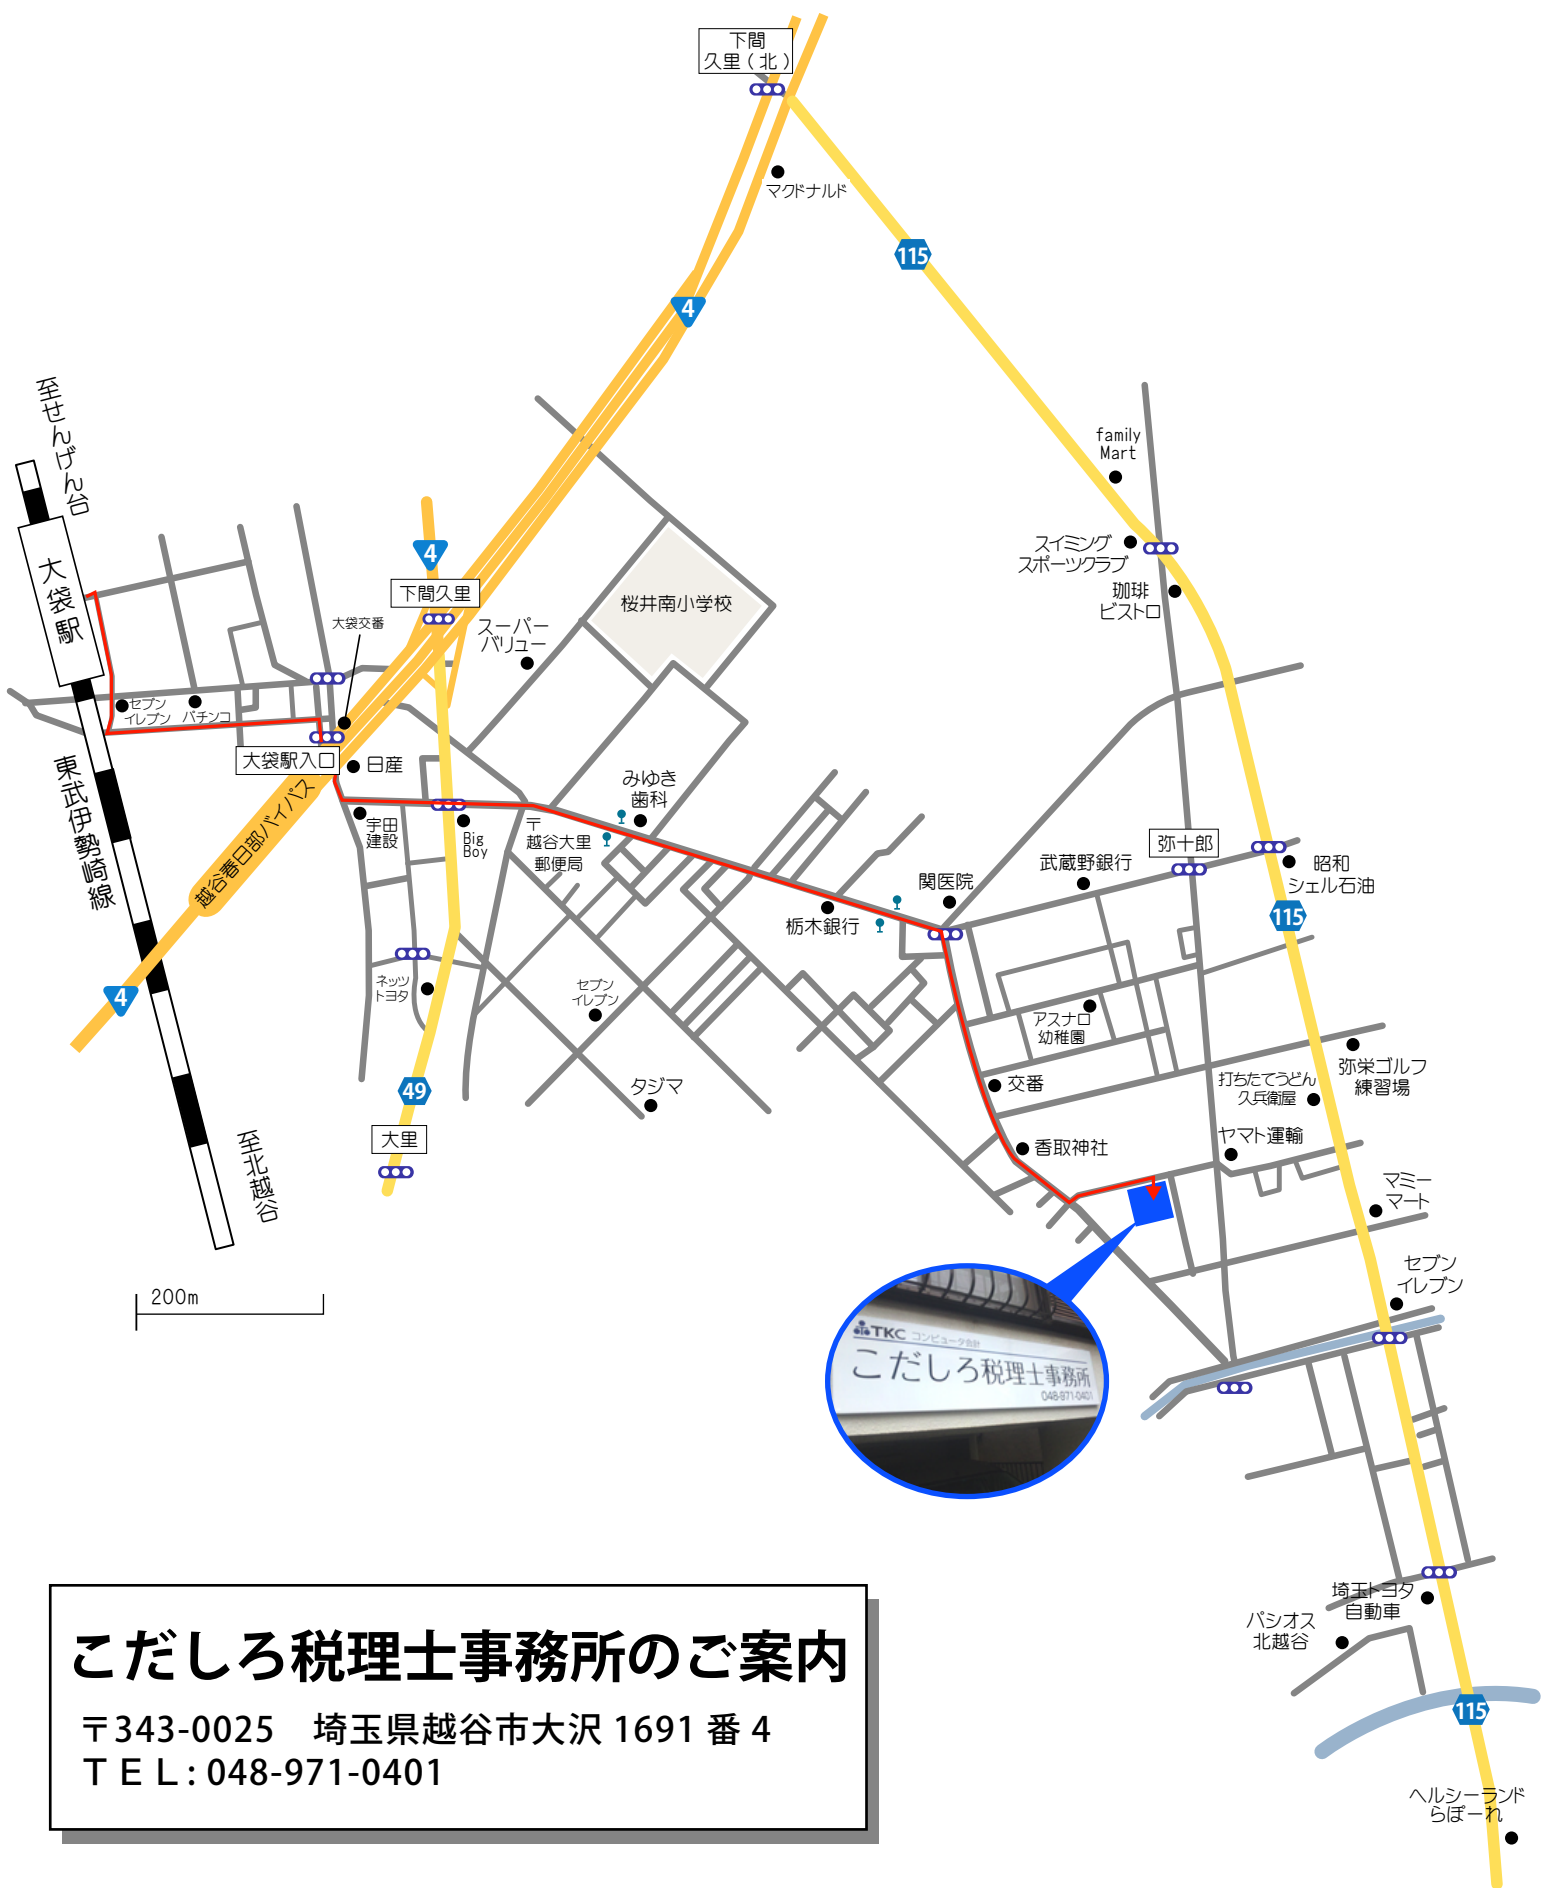 下間
久里（北）
マクドナルド
115
4
至せんげん台
family
Mart
大袋駅
4
下間久里
スイミング
スポーツクラブ
珈琲
ビストロ
桜井南小学校
大袋交番
スーパー
バリュー
セブン
イレブン
パチンコ
大袋駅入口
日産
東武伊勢崎線
越谷春日部バイパス
みゆき
歯科
宇田
建設
Big
Boy
〒
越谷大里
郵便局
弥十郎
武蔵野銀行
昭和
シェル石油
関医院
栃木銀行
115
4
ネッツ
トヨタ
セブン
イレブン
アスナロ
幼稚園
弥栄ゴルフ
練習場
打ちたてうどん
久兵衛屋
交番
49
タジマ
大里
香取神社
ヤマト運輸
至北越谷
マミー
マート
セブン
イレブン
200m
TKC コンピュータ会計
こだしろ税理士事務所
048-971-0401
埼玉トヨタ
自動車
パシオス
北越谷
115
こだしろ税理士事務所のご案内
〒343-0025　埼玉県越谷市大沢 1691 番 4
ＴＥＬ: 048-971-0401
ヘルシーランド
らぽーれ